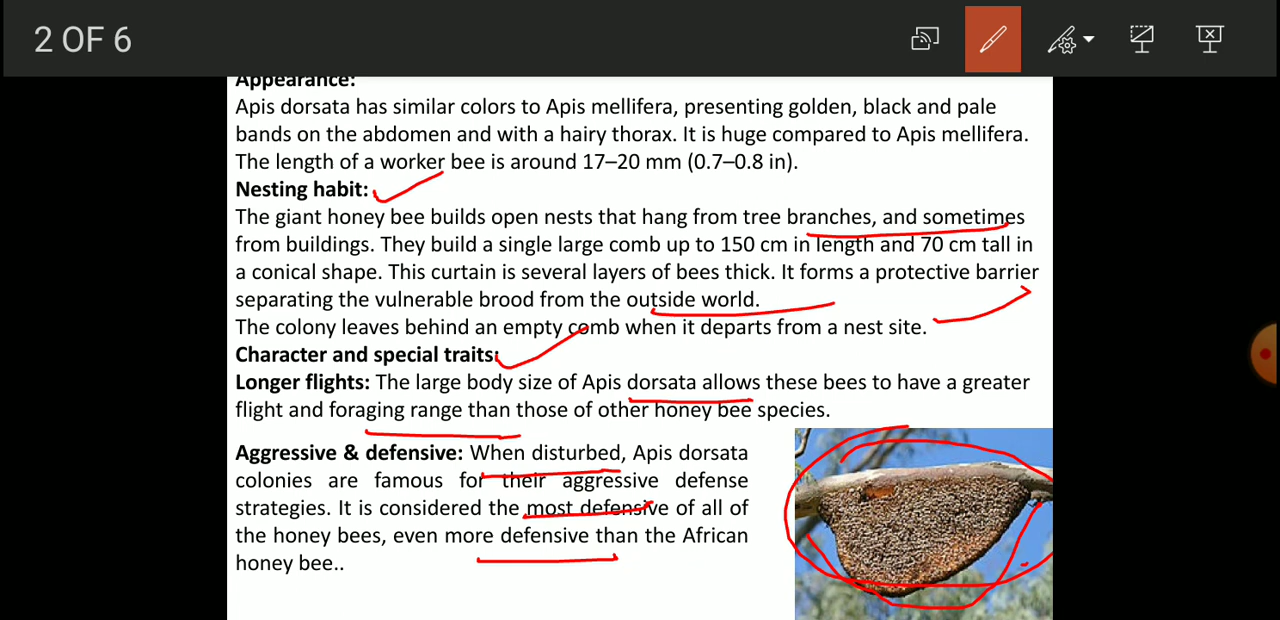 2 OF 6
Appearance:
Apis dorsata has similar colors to Apis mellifera, presenting golden, black and pale
bands on the abdomen and with a hairy thorax. It is huge compared to Apis mellifera.
The length of a worker bee is around 17–20 mm (0.7–0.8 in).
Nesting habit:
The giant honey bee builds open nests that hang from tree branches, and sometimes
from buildings. They build a single large comb up to 150 cm in length and 70 cm tall in
a conical shape. This curtain is several layers of bees thick. It forms a protective barrier
separating the vulnerable brood from the outside world.
The colony leaves behind an empty comb when it departs from a nest site.
Character and special traits:
Longer flights: The large body size of Apis dorsata allows these bees to have a greater
flight and foraging range than those of other honey bee species.
Aggressive & defensive: When disturbed, Apis dorsata
colonies are famous for their aggressive defense
strategies. It is considered the most defensive of all of
the honey bees, even more defensive than the African
honey bee..